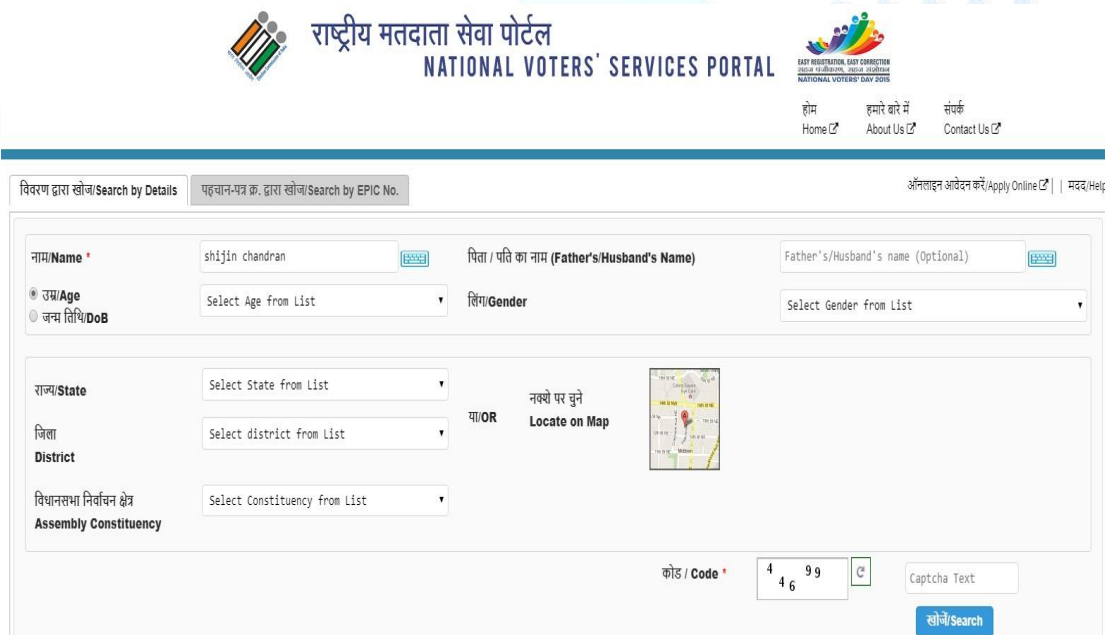 राष्ट्रीय मतदाता सेवा पोर्टल
NATIONAL VOTERS' SERVICES PORTAL
EASY REGISTRATION, EASY CORRECTION
सहज पंजीकरण, सहज संशोधन
NATIONAL VOTERS' DAY 2015
होम हमारे बारे में संपर्क
Home About Us Contact Us
विवरण द्वारा खोज/Search by Details पहचान-पत्र क्र. द्वारा खोज/Search by EPIC No. ऑनलाइन आवेदन करें/Apply Online | | मदद/Help
नाम/Name * shijin chandran पिता / पति का नाम (Father's/Husband's Name) Father's/Husband's name (Optional)
उम्र/Age Select Age from List लिंग/Gender Select Gender from List
जन्म तिथि/DoB
राज्य/State Select State from List
या/OR नक्शे पर चुने
Locate on Map
जिला Select district from List
District
विधानसभा निर्वाचन क्षेत्र Select Constituency from List
Assembly Constituency
कोड / Code * 4 4 6 9 9 Captcha Text
खोजें/Search